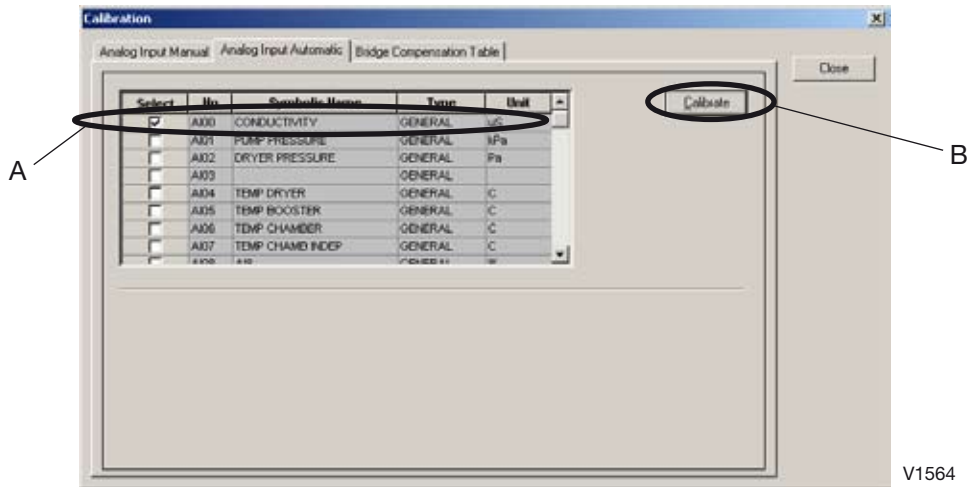 Calibration
Analog Input Manual Analog Input Automatic Bridge Compensation Table
Close
Select No Symbolic Name Type Unit
Calibrate
A
B
AI00 CONDUCTIVITY GENERAL uS
AI01 PUMP PRESSURE GENERAL kPa
AI02 DRYER PRESSURE GENERAL Pa
AI03 GENERAL
AI04 TEMP DRYER GENERAL C
AI05 TEMP BOOSTER GENERAL C
AI06 TEMP CHAMBER GENERAL C
AI07 TEMP CHAMB INDEP GENERAL C
V1564